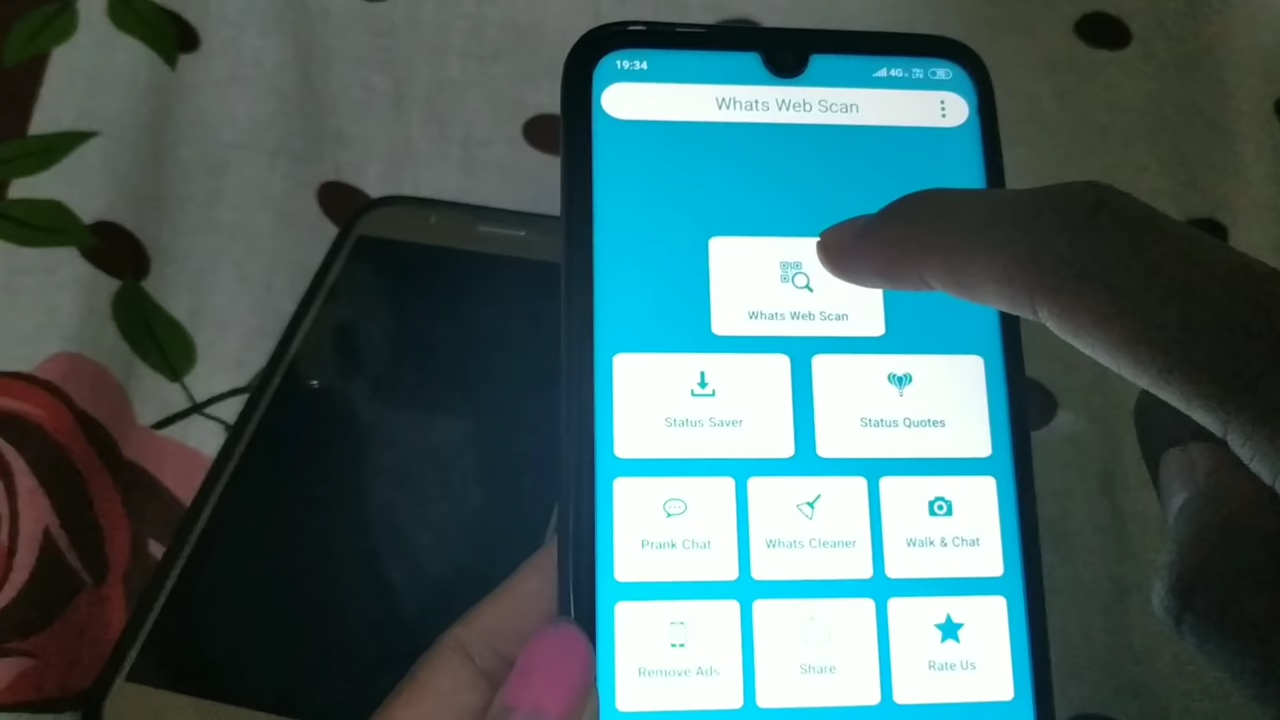 19:34
4G
Whats Web Scan
Whats Web Scan
Status Saver
Status Quotes
Prank Chat
Whats Cleaner
Walk & Chat
Remove Ads
Share
Rate Us